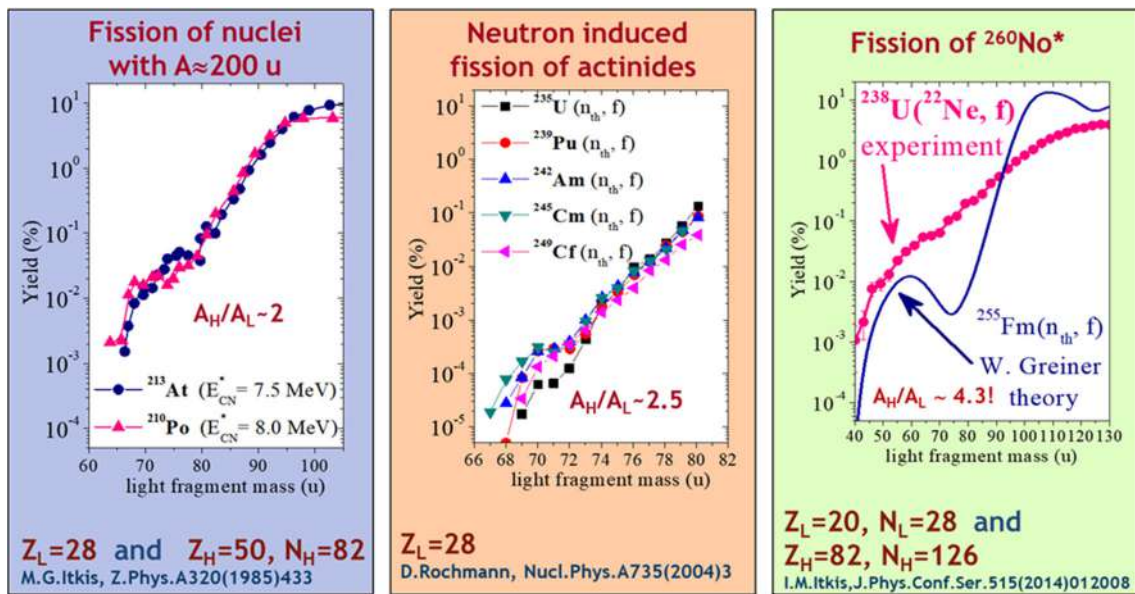 Fission of nuclei
with A≈200 u
Yield (%)
10¹
10⁰
10⁻¹
10⁻²
10⁻³
10⁻⁴
A_H/A_L~2
²¹³At (E*_CN= 7.5 MeV)
²¹⁰Po (E*_CN= 8.0 MeV)
60 70 80 90 100
light fragment mass (u)
Z_L=28 and Z_H=50, N_H=82
M.G.Itkis, Z.Phys.A320(1985)433
Neutron induced
fission of actinides
Yield (%)
10¹
10⁰
10⁻¹
10⁻²
10⁻³
10⁻⁴
10⁻⁵
²³⁵U (n_th, f)
²³⁹Pu (n_th, f)
²⁴²Am (n_th, f)
²⁴⁵Cm (n_th, f)
²⁴⁹Cf (n_th, f)
A_H/A_L~2.5
66 68 70 72 74 76 78 80 82
light fragment mass (u)
Z_L=28
D.Rochmann, Nucl.Phys.A735(2004)3
Fission of ²⁶⁰No*
Yield (%)
10¹
10⁰
10⁻¹
10⁻²
10⁻³
10⁻⁴
²³⁸U(²²Ne, f)
experiment
²⁵⁵Fm(n_th, f)
W. Greiner
theory
A_H/A_L ~ 4.3!
40 50 60 70 80 90 100 110 120 130
light fragment mass (u)
Z_L=20, N_L=28 and
Z_H=82, N_H=126
I.M.Itkis,J.Phys.Conf.Ser.515(2014)012008